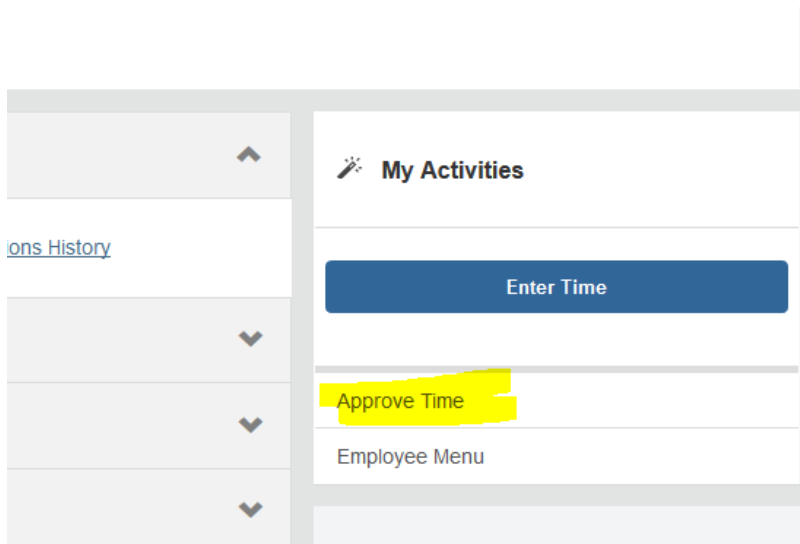 My Activities
ions History
Enter Time
Approve Time
Employee Menu